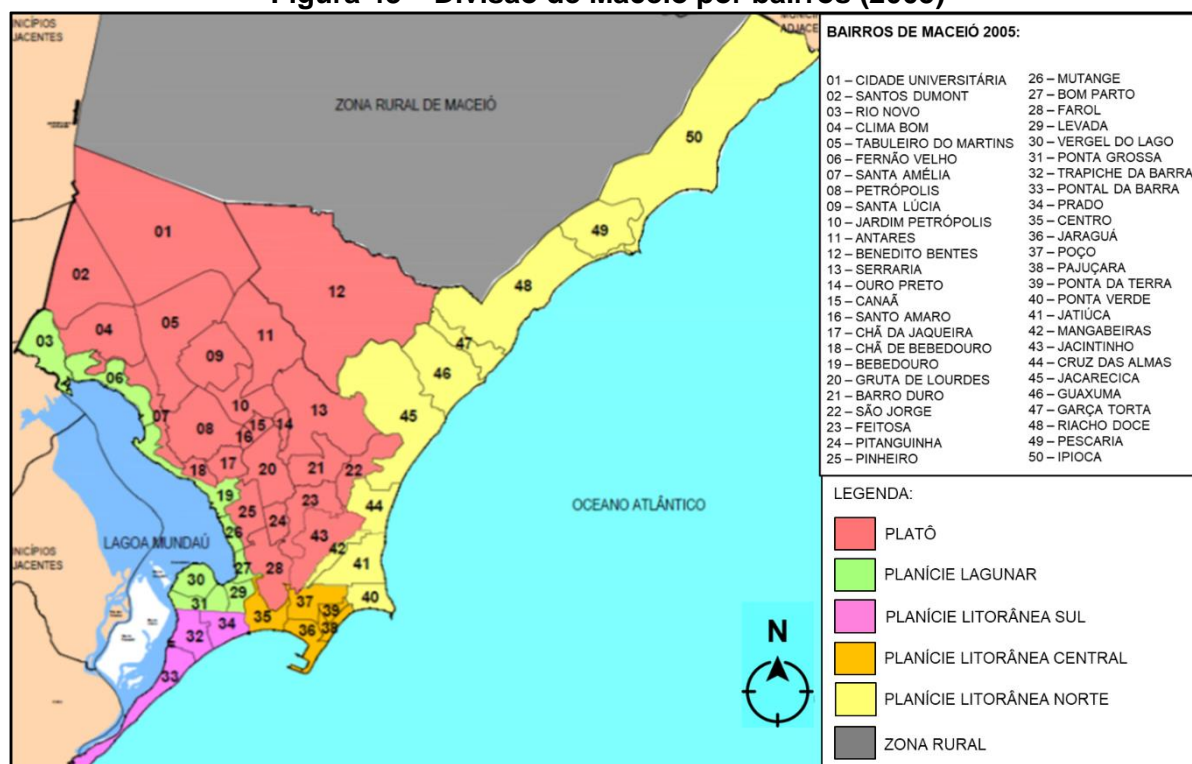 Figura 45 – Divisão de Maceió por bairros (2005)
NICÍPIOS
JACENTES
ADJACE
ZONA RURAL DE MACEIÓ
50
49
01
48
12
02
47
04
05
11
03
46
09
06
45
10
13
07
08
15
14
16
18
17
20
21
22
19
25
23
44
24
26
43
42
OCEANO ATLÂNTICO
NICÍPIOS
JACENTES
LAGOA MUNDAÚ
27
28
41
30
29
37
40
31
39
35
34
36
38
32
33
N
BAIRROS DE MACEIÓ 2005:
01 – CIDADE UNIVERSITÁRIA
02 – SANTOS DUMONT
03 – RIO NOVO
04 – CLIMA BOM
05 – TABULEIRO DO MARTINS
06 – FERNÃO VELHO
07 – SANTA AMÉLIA
08 – PETRÓPOLIS
09 – SANTA LÚCIA
10 – JARDIM PETRÓPOLIS
11 – ANTARES
12 – BENEDITO BENTES
13 – SERRARIA
14 – OURO PRETO
15 – CANAÃ
16 – SANTO AMARO
17 – CHÃ DA JAQUEIRA
18 – CHÃ DE BEBEDOURO
19 – BEBEDOURO
20 – GRUTA DE LOURDES
21 – BARRO DURO
22 – SÃO JORGE
23 – FEITOSA
24 – PITANGUINHA
25 – PINHEIRO
26 – MUTANGE
27 – BOM PARTO
28 – FAROL
29 – LEVADA
30 – VERGEL DO LAGO
31 – PONTA GROSSA
32 – TRAPICHE DA BARRA
33 – PONTAL DA BARRA
34 – PRADO
35 – CENTRO
36 – JARAGUÁ
37 – POÇO
38 – PAJUÇARA
39 – PONTA DA TERRA
40 – PONTA VERDE
41 – JATIÚCA
42 – MANGABEIRAS
43 – JACINTINHO
44 – CRUZ DAS ALMAS
45 – JACARECICA
46 – GUAXUMA
47 – GARÇA TORTA
48 – RIACHO DOCE
49 – PESCARIA
50 – IPIOCA
LEGENDA:
PLATÔ
PLANÍCIE LAGUNAR
PLANÍCIE LITORÂNEA SUL
PLANÍCIE LITORÂNEA CENTRAL
PLANÍCIE LITORÂNEA NORTE
ZONA RURAL